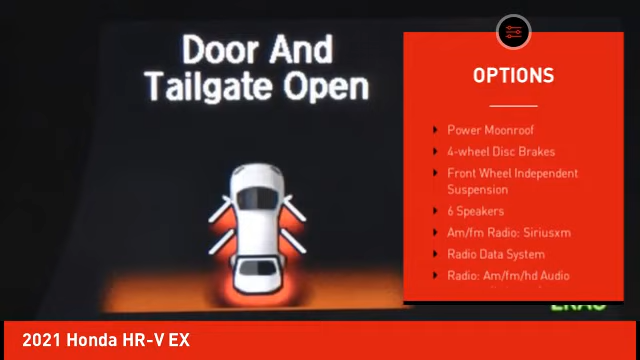 Door And
Tailgate Open
OPTIONS
Power Moonroof
4-wheel Disc Brakes
Front Wheel Independent
Suspension
6 Speakers
Am/fm Radio: Siriusxm
Radio Data System
Radio: Am/fm/hd Audio
2021 Honda HR-V EX